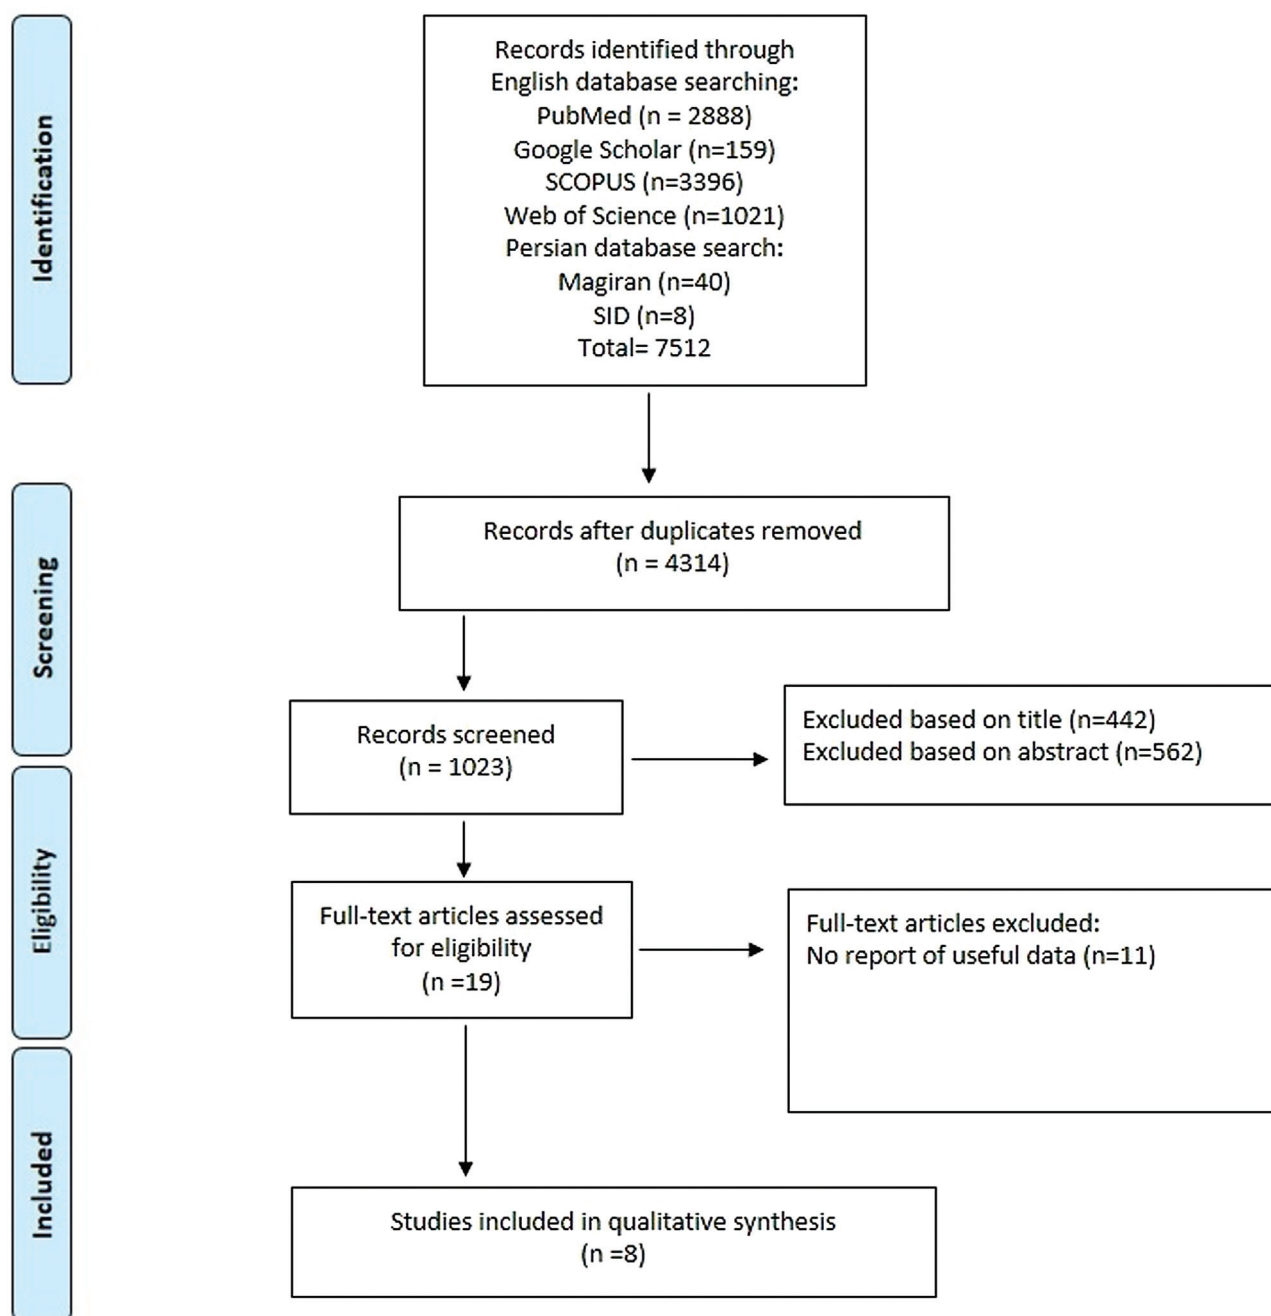 Identification
Records identified through
English database searching:
PubMed (n = 2888)
Google Scholar (n=159)
SCOPUS (n=3396)
Web of Science (n=1021)
Persian database search:
Magiran (n=40)
SID (n=8)
Total= 7512
Screening
Records after duplicates removed
(n = 4314)
Records screened
(n = 1023)
Excluded based on title (n=442)
Excluded based on abstract (n=562)
Eligibility
Full-text articles assessed
for eligibility
(n =19)
Full-text articles excluded:
No report of useful data (n=11)
Included
Studies included in qualitative synthesis
(n =8)